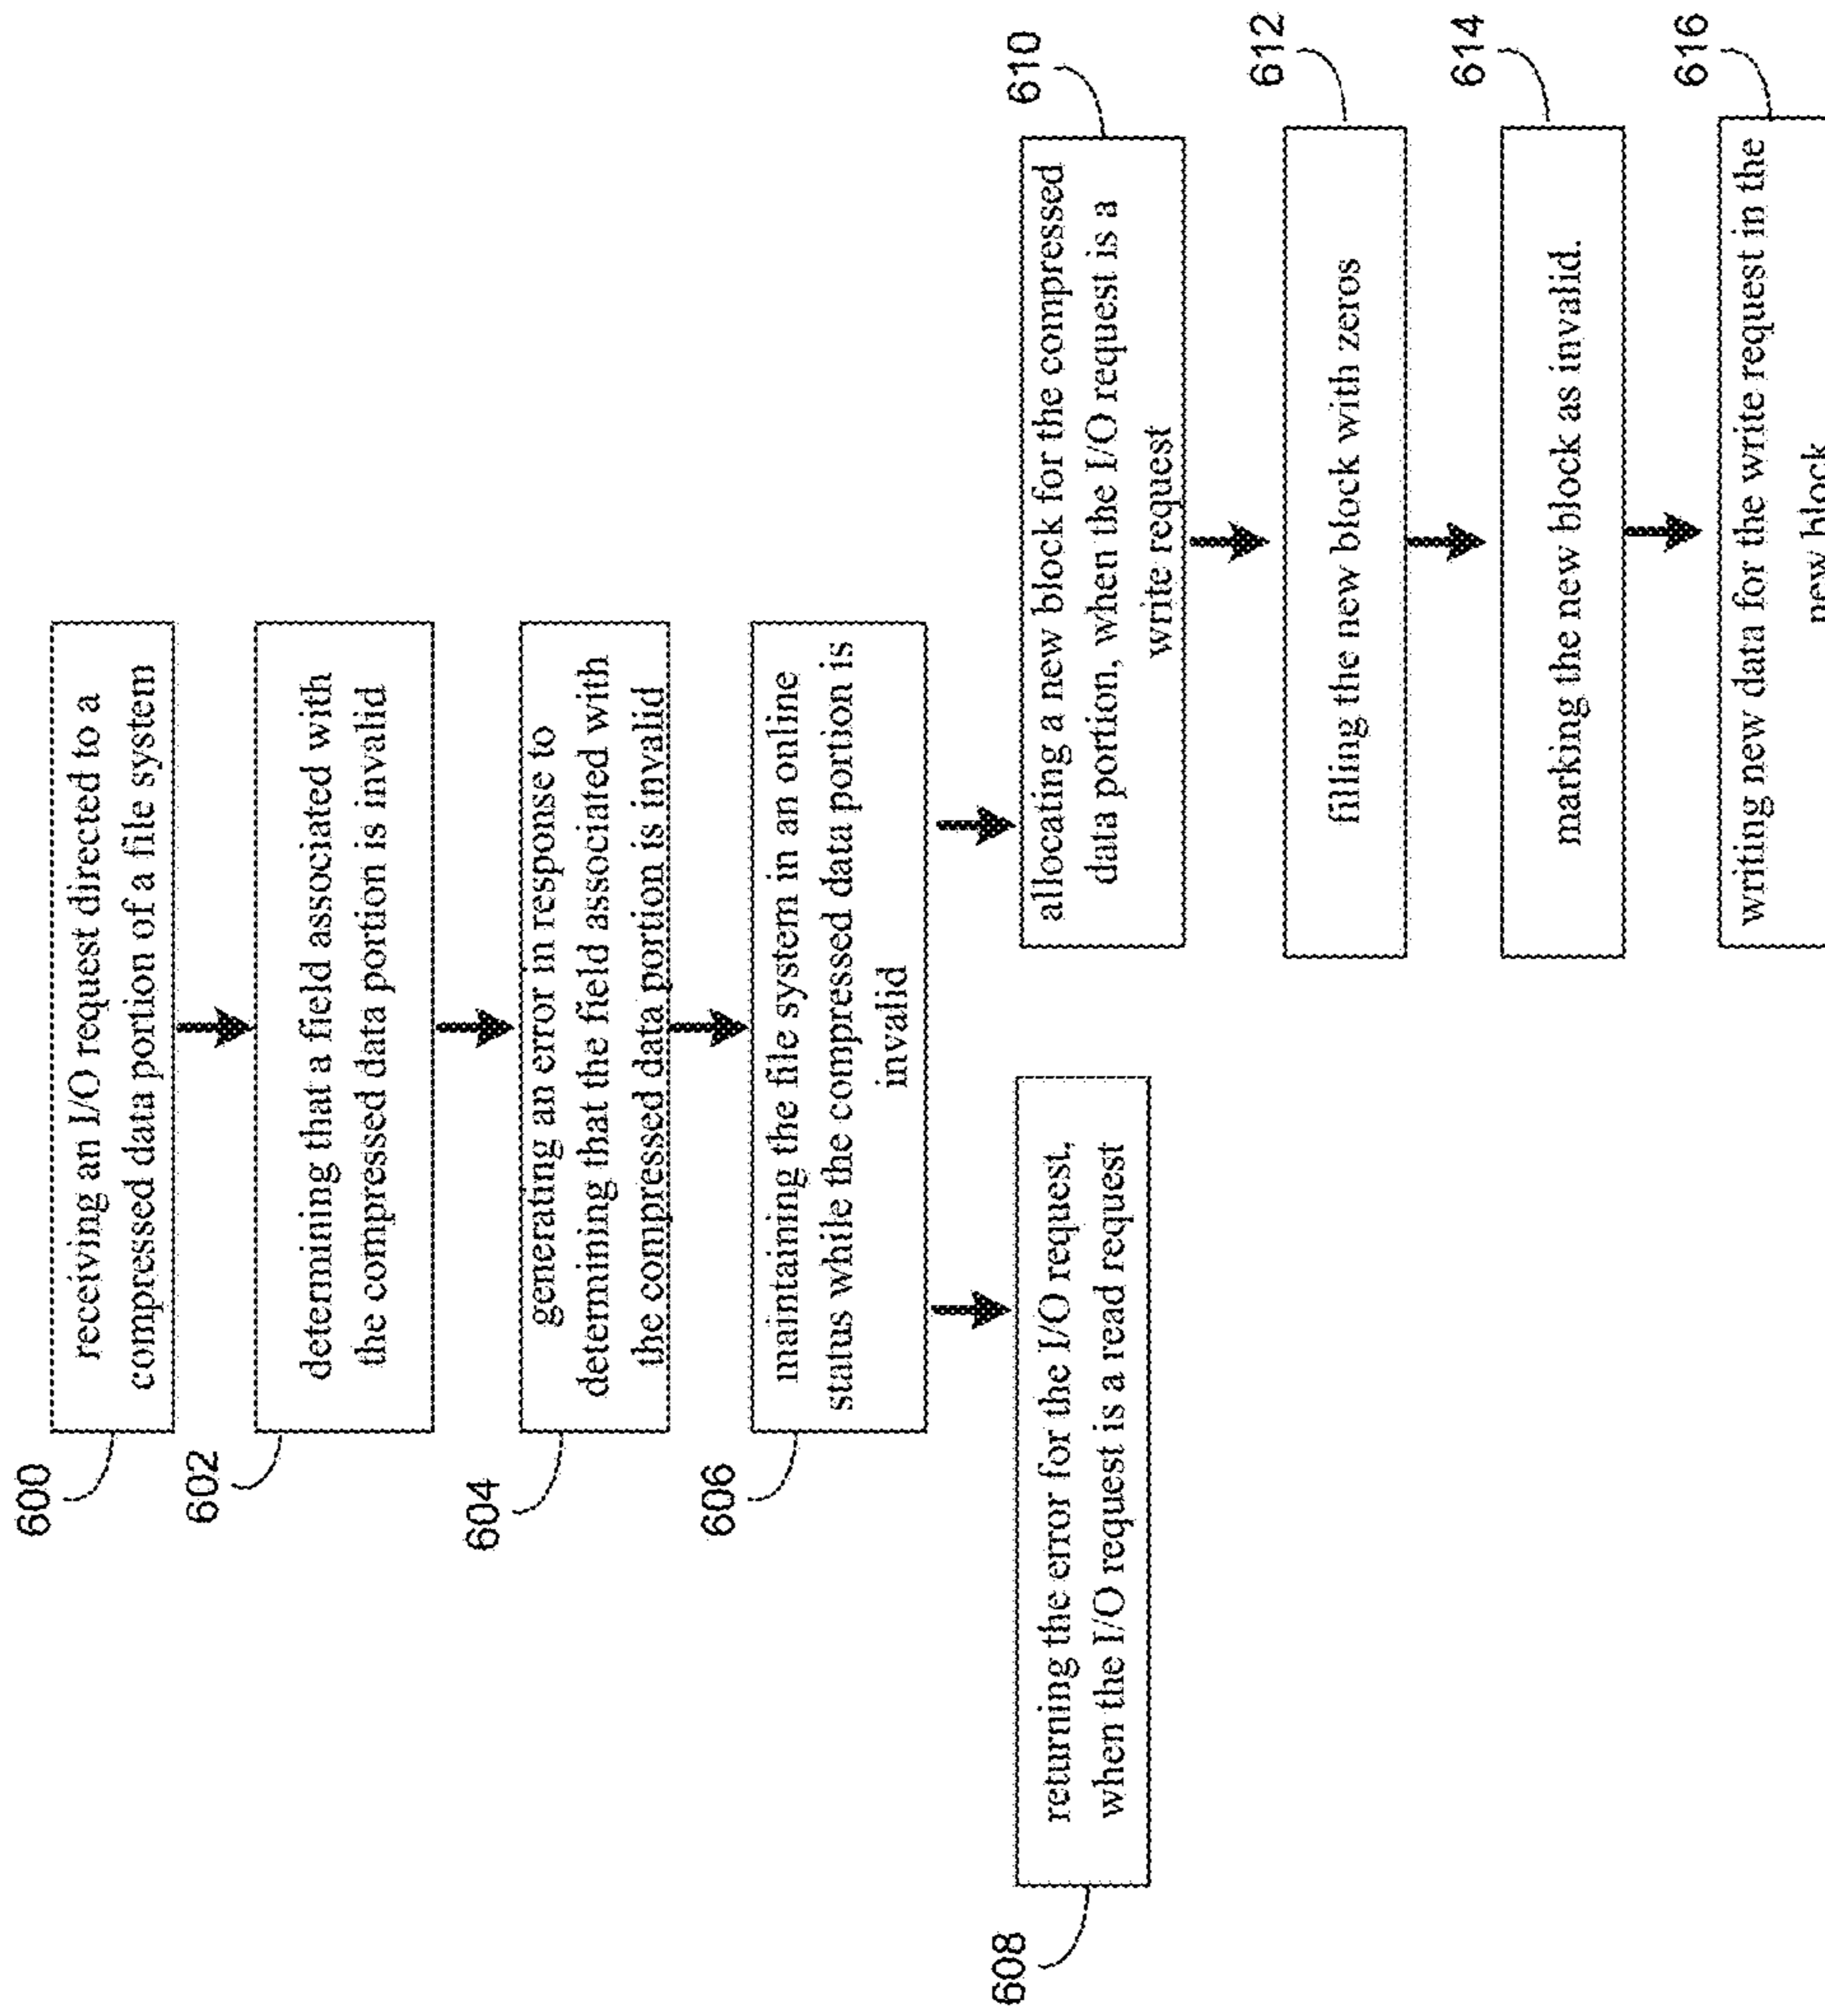 600
receiving an I/O request directed to a
compressed data portion of a file system
602
determining that a field associated with
the compressed data portion is invalid
604
generating an error in response to
determining that the field associated with
the compressed data portion is invalid
606
maintaining the file system in an online
status while the compressed data portion is
invalid
608
returning the error for the I/O request,
when the I/O request is a read request
610
allocating a new block for the compressed
data portion, when the I/O request is a
write request
612
filling the new block with zeros
614
marking the new block as invalid.
616
writing new data for the write request in the
new block